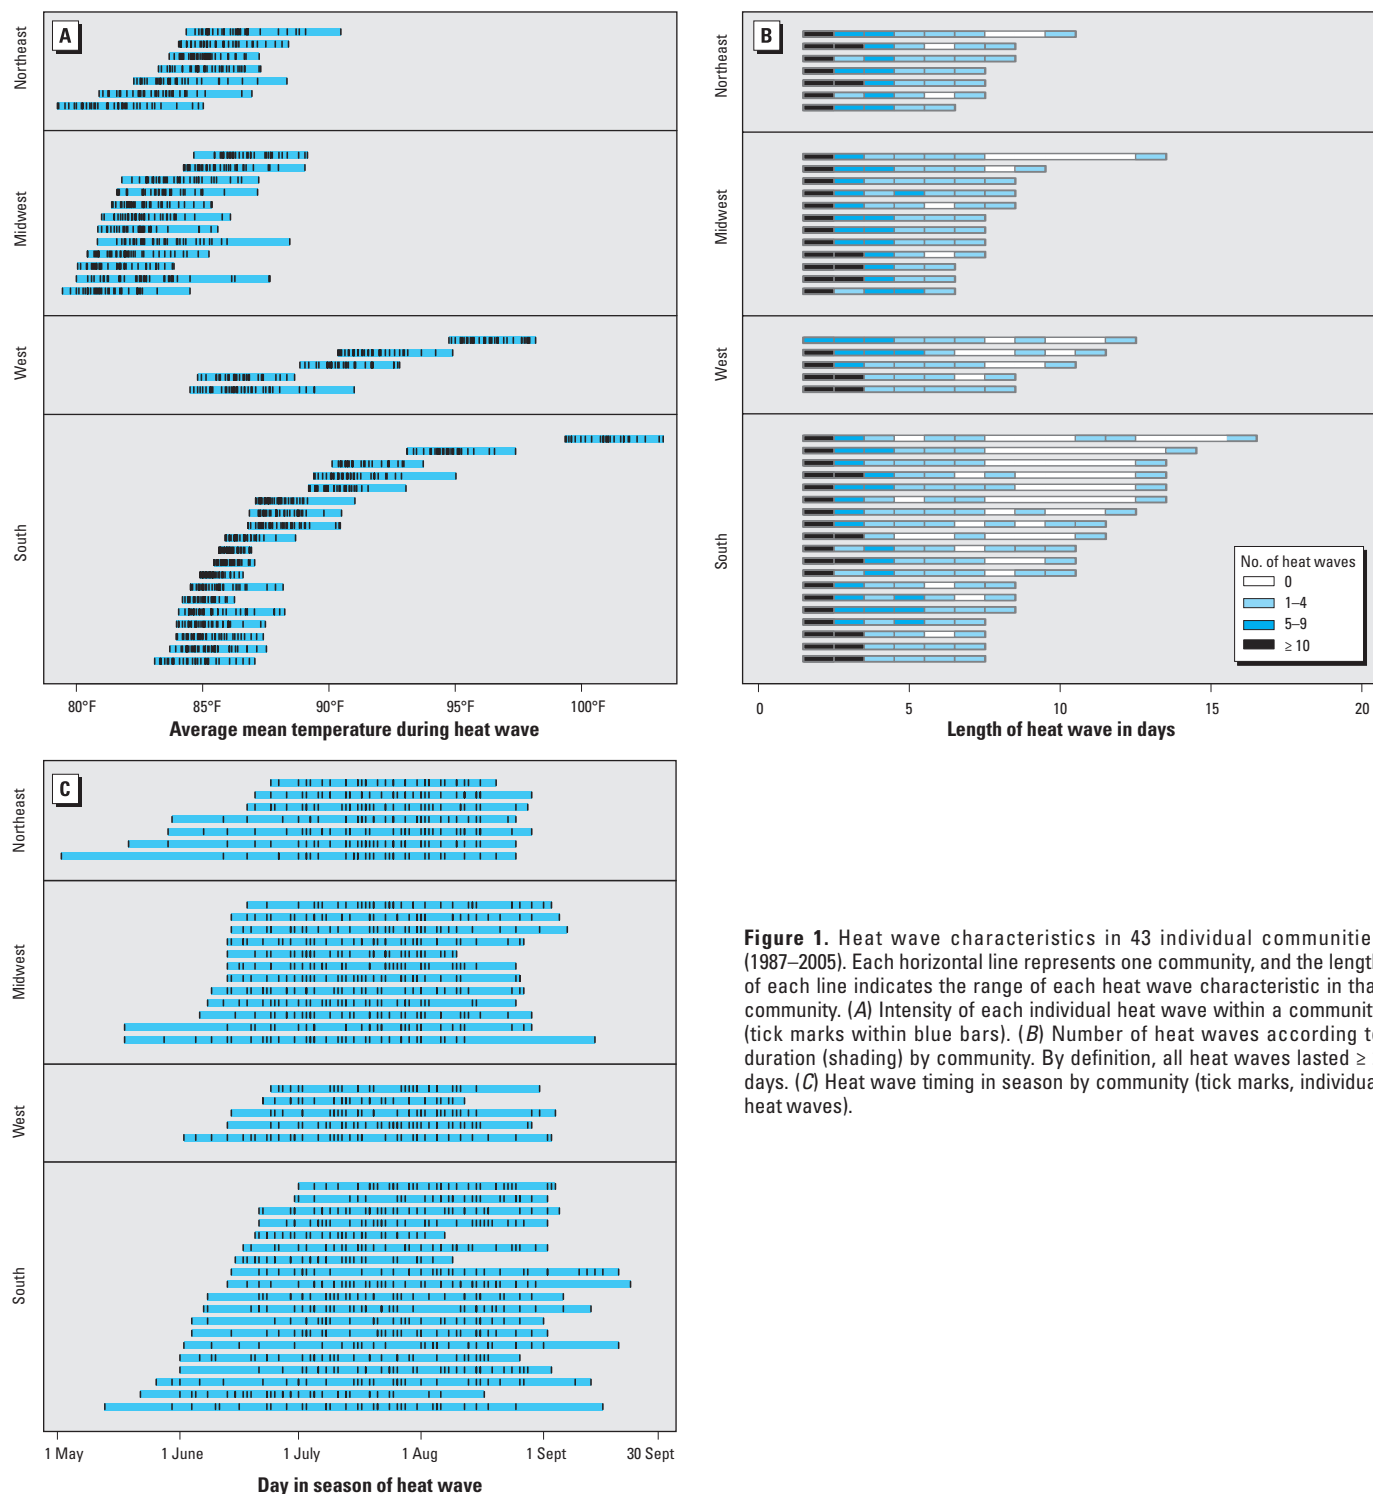 A
Northeast
Midwest
West
South
80°F 85°F 90°F 95°F 100°F
Average mean temperature during heat wave
B
Northeast
Midwest
West
South
No. of heat waves
0
1–4
5–9
≥ 10
0 5 10 15 20
Length of heat wave in days
C
Northeast
Midwest
West
South
1 May 1 June 1 July 1 Aug 1 Sept 30 Sept
Day in season of heat wave
Figure 1. Heat wave characteristics in 43 individual communitie
(1987–2005). Each horizontal line represents one community, and the length
of each line indicates the range of each heat wave characteristic in tha
community. (A) Intensity of each individual heat wave within a communit
(tick marks within blue bars). (B) Number of heat waves according t
duration (shading) by community. By definition, all heat waves lasted ≥
days. (C) Heat wave timing in season by community (tick marks, individua
heat waves).